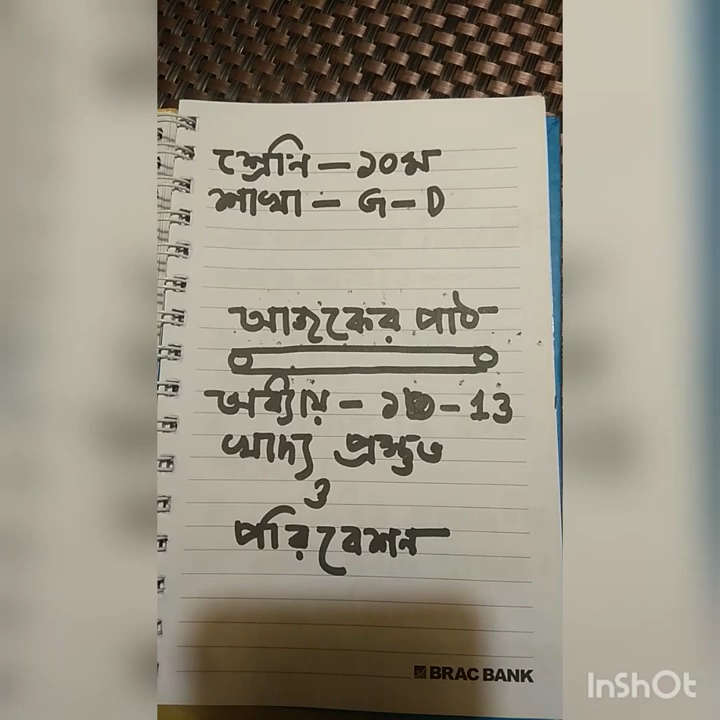 শ্রেনি – ১০ম
শাখা – G – D
আজকের পাঠ
অধ্যায় – – 13
খাদ্য প্রস্তুত
ও
পরিবেশন
BRAC BANK
InShOt